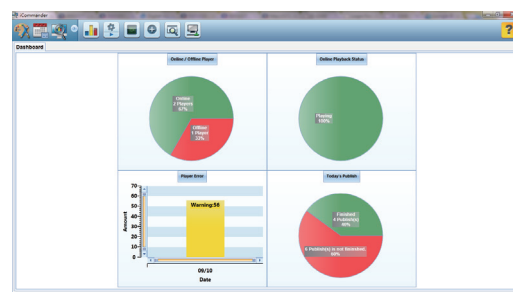 iCommander
Dashboard
Online / Offline Player
Online
2 Players
67%
Offline
1 Player
33%
Online Playback Status
Playing
100%
Player Error
70
60
50
40
30
20
10
0
Amount
Warning:56
09/10
Date
Today's Publish
Finished
4 Publish(s)
40%
6 Publish(s) is not finished.
60%